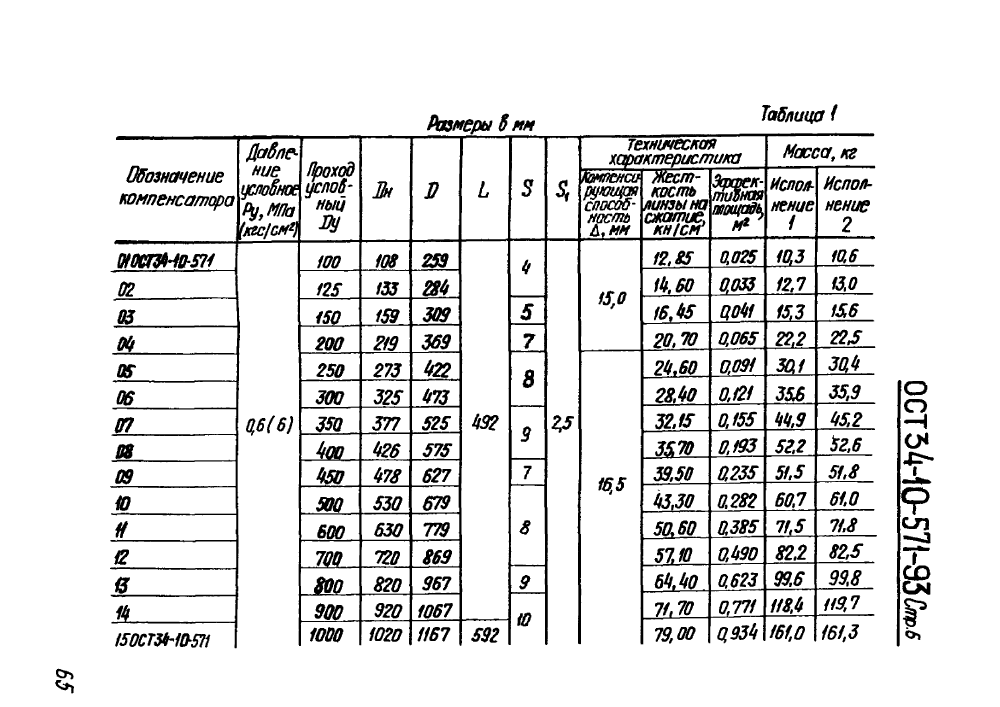 Таблица 1
Размеры в мм
Обозначение компенсатора | Давление условное Ру, МПа (кгс/см²) | Проход условный Ду | Дн | D | L | S | S₁ | Техническая характеристика | Масса, кг
Компенсирующая способность Δ, мм | Жесткость линзы на сжатие, кН/см | Эффективная площадь, м² | Исполнение 1 | Исполнение 2
01 ОСТ34-10-571 | 0,6(6) | 100 | 108 | 259 | 492 | 4 | 2,5 | 15,0 | 12,85 | 0,025 | 10,3 | 10,6
02 | 125 | 133 | 284 | 14,60 | 0,033 | 12,7 | 13,0
03 | 150 | 159 | 309 | 5 | 16,45 | 0,041 | 15,3 | 15,6
04 | 200 | 219 | 369 | 7 | 20,70 | 0,065 | 22,2 | 22,5
05 | 250 | 273 | 422 | 8 | 16,5 | 24,60 | 0,091 | 30,1 | 30,4
06 | 300 | 325 | 473 | 28,40 | 0,121 | 35,6 | 35,9
07 | 350 | 377 | 525 | 9 | 32,15 | 0,155 | 44,9 | 45,2
08 | 400 | 426 | 575 | 35,70 | 0,193 | 52,2 | 52,6
09 | 450 | 478 | 627 | 7 | 39,50 | 0,235 | 51,5 | 51,8
10 | 500 | 530 | 679 | 8 | 43,30 | 0,282 | 60,7 | 61,0
11 | 600 | 630 | 779 | 50,60 | 0,385 | 71,5 | 71,8
12 | 700 | 720 | 869 | 57,10 | 0,490 | 82,2 | 82,5
13 | 800 | 820 | 967 | 9 | 64,40 | 0,623 | 99,6 | 99,8
14 | 900 | 920 | 1067 | 10 | 71,70 | 0,771 | 118,4 | 119,7
15 ОСТ34-10-571 | 1000 | 1020 | 1167 | 592 | 79,00 | 0,934 | 161,0 | 161,3
ОСТ 34-10-571-93 Стр.6
65